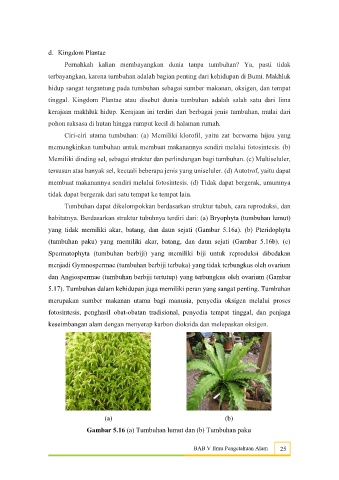 d. Kingdom Plantae
Pernahkah kalian membayangkan dunia tanpa tumbuhan? Ya, pasti tidak
terbayangkan, karena tumbuhan adalah bagian penting dari kehidupan di Bumi. Makhluk
hidup sangat tergantung pada tumbuhan sebagai sumber makanan, oksigen, dan tempat
tinggal. Kingdom Plantae atau disebut dunia tumbuhan adalah salah satu dari lima
kerajaan makhluk hidup. Kerajaan ini terdiri dari berbagai jenis tumbuhan, mulai dari
pohon raksasa di hutan hingga rumput kecil di halaman rumah.
Ciri-ciri utama tumbuhan: (a) Memiliki klorofil, yaitu zat berwarna hijau yang
memungkinkan tumbuhan untuk membuat makanannya sendiri melalui fotosintesis. (b)
Memiliki dinding sel, sebagai struktur dan perlindungan bagi tumbuhan. (c) Multiseluler,
tersusun atas banyak sel, kecuali beberapa jenis yang uniseluler. (d) Autotrof, yaitu dapat
membuat makanannya sendiri melalui fotosintesis. (d) Tidak dapat bergerak, umumnya
tidak dapat bergerak dari satu tempat ke tempat lain.
Tumbuhan dapat dikelompokkan berdasarkan struktur tubuh, cara reproduksi, dan
habitatnya. Berdasarkan struktur tubuhnya terdiri dari: (a) Bryophyta (tumbuhan lumut)
yang tidak memiliki akar, batang, dan daun sejati (Gambar 5.16a). (b) Pteridophyta
(tumbuhan paku) yang memiliki akar, batang, dan daun sejati (Gambar 5.16b). (c)
Spermatophyta (tumbuhan berbiji) yang memiliki biji untuk reproduksi dibedakan
menjadi Gymnospermae (tumbuhan berbiji terbuka) yang tidak terbungkus oleh ovarium
dan Angiospermae (tumbuhan berbiji tertutup) yang terbungkus oleh ovarium (Gambar
5.17). Tumbuhan dalam kehidupan juga memiliki peran yang sangat penting. Tumbuhan
merupakan sumber makanan utama bagi manusia, penyedia oksigen melalui proses
fotosintesis, penghasil obat-obatan tradisional, penyedia tempat tinggal, dan penjaga
keseimbangan alam dengan menyerap karbon dioksida dan melepaskan oksigen.
(a) (b)
Gambar 5.16 (a) Tumbuhan lumut dan (b) Tumbuhan paku
BAB V Ilmu Pengetahuan Alam 25